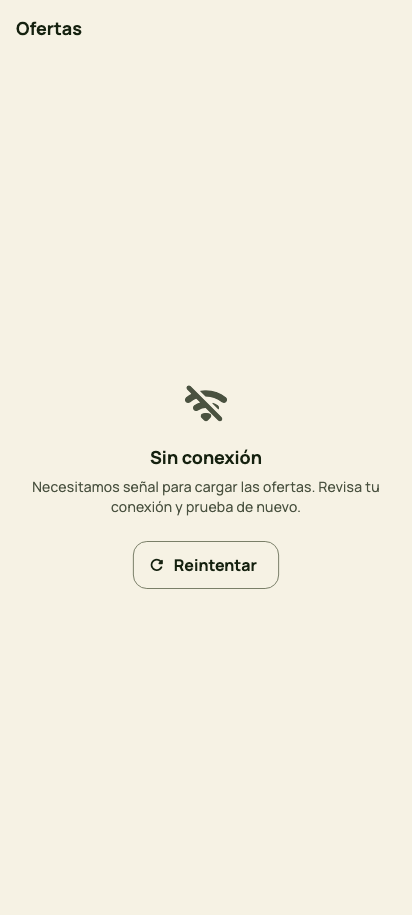 Ofertas
Sin conexión
Necesitamos señal para cargar las ofertas. Revisa tu
conexión y prueba de nuevo.
Reintentar